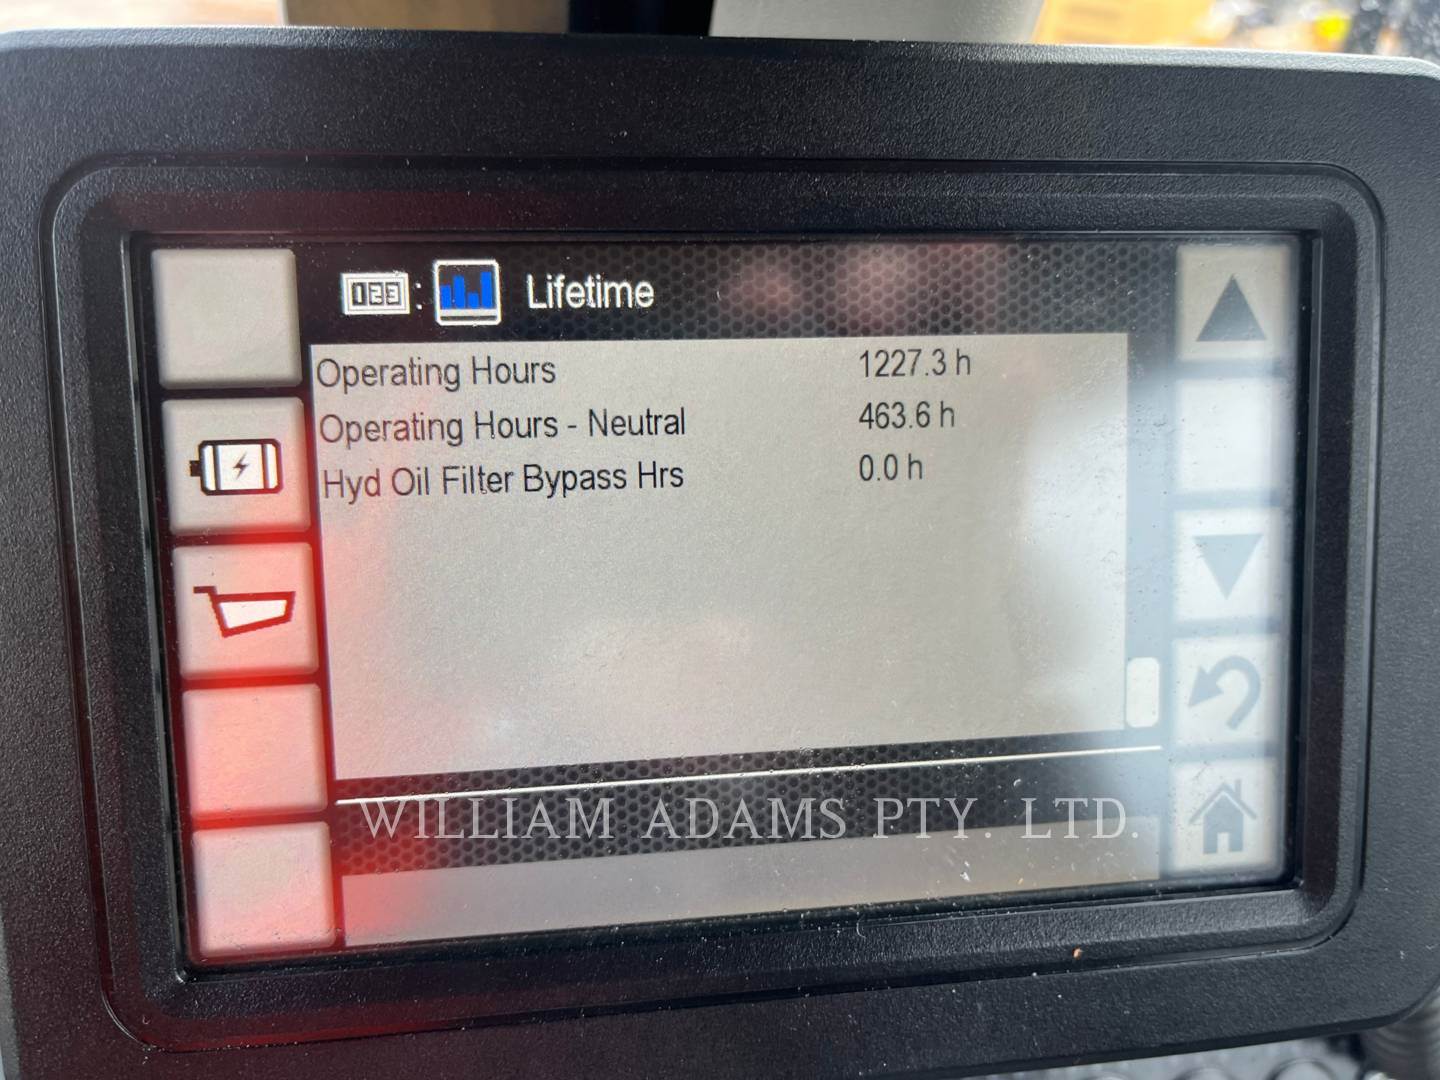 123 : Lifetime
Operating Hours 1227.3 h
Operating Hours - Neutral 463.6 h
Hyd Oil Filter Bypass Hrs 0.0 h
WILLIAM ADAMS PTY. LTD.